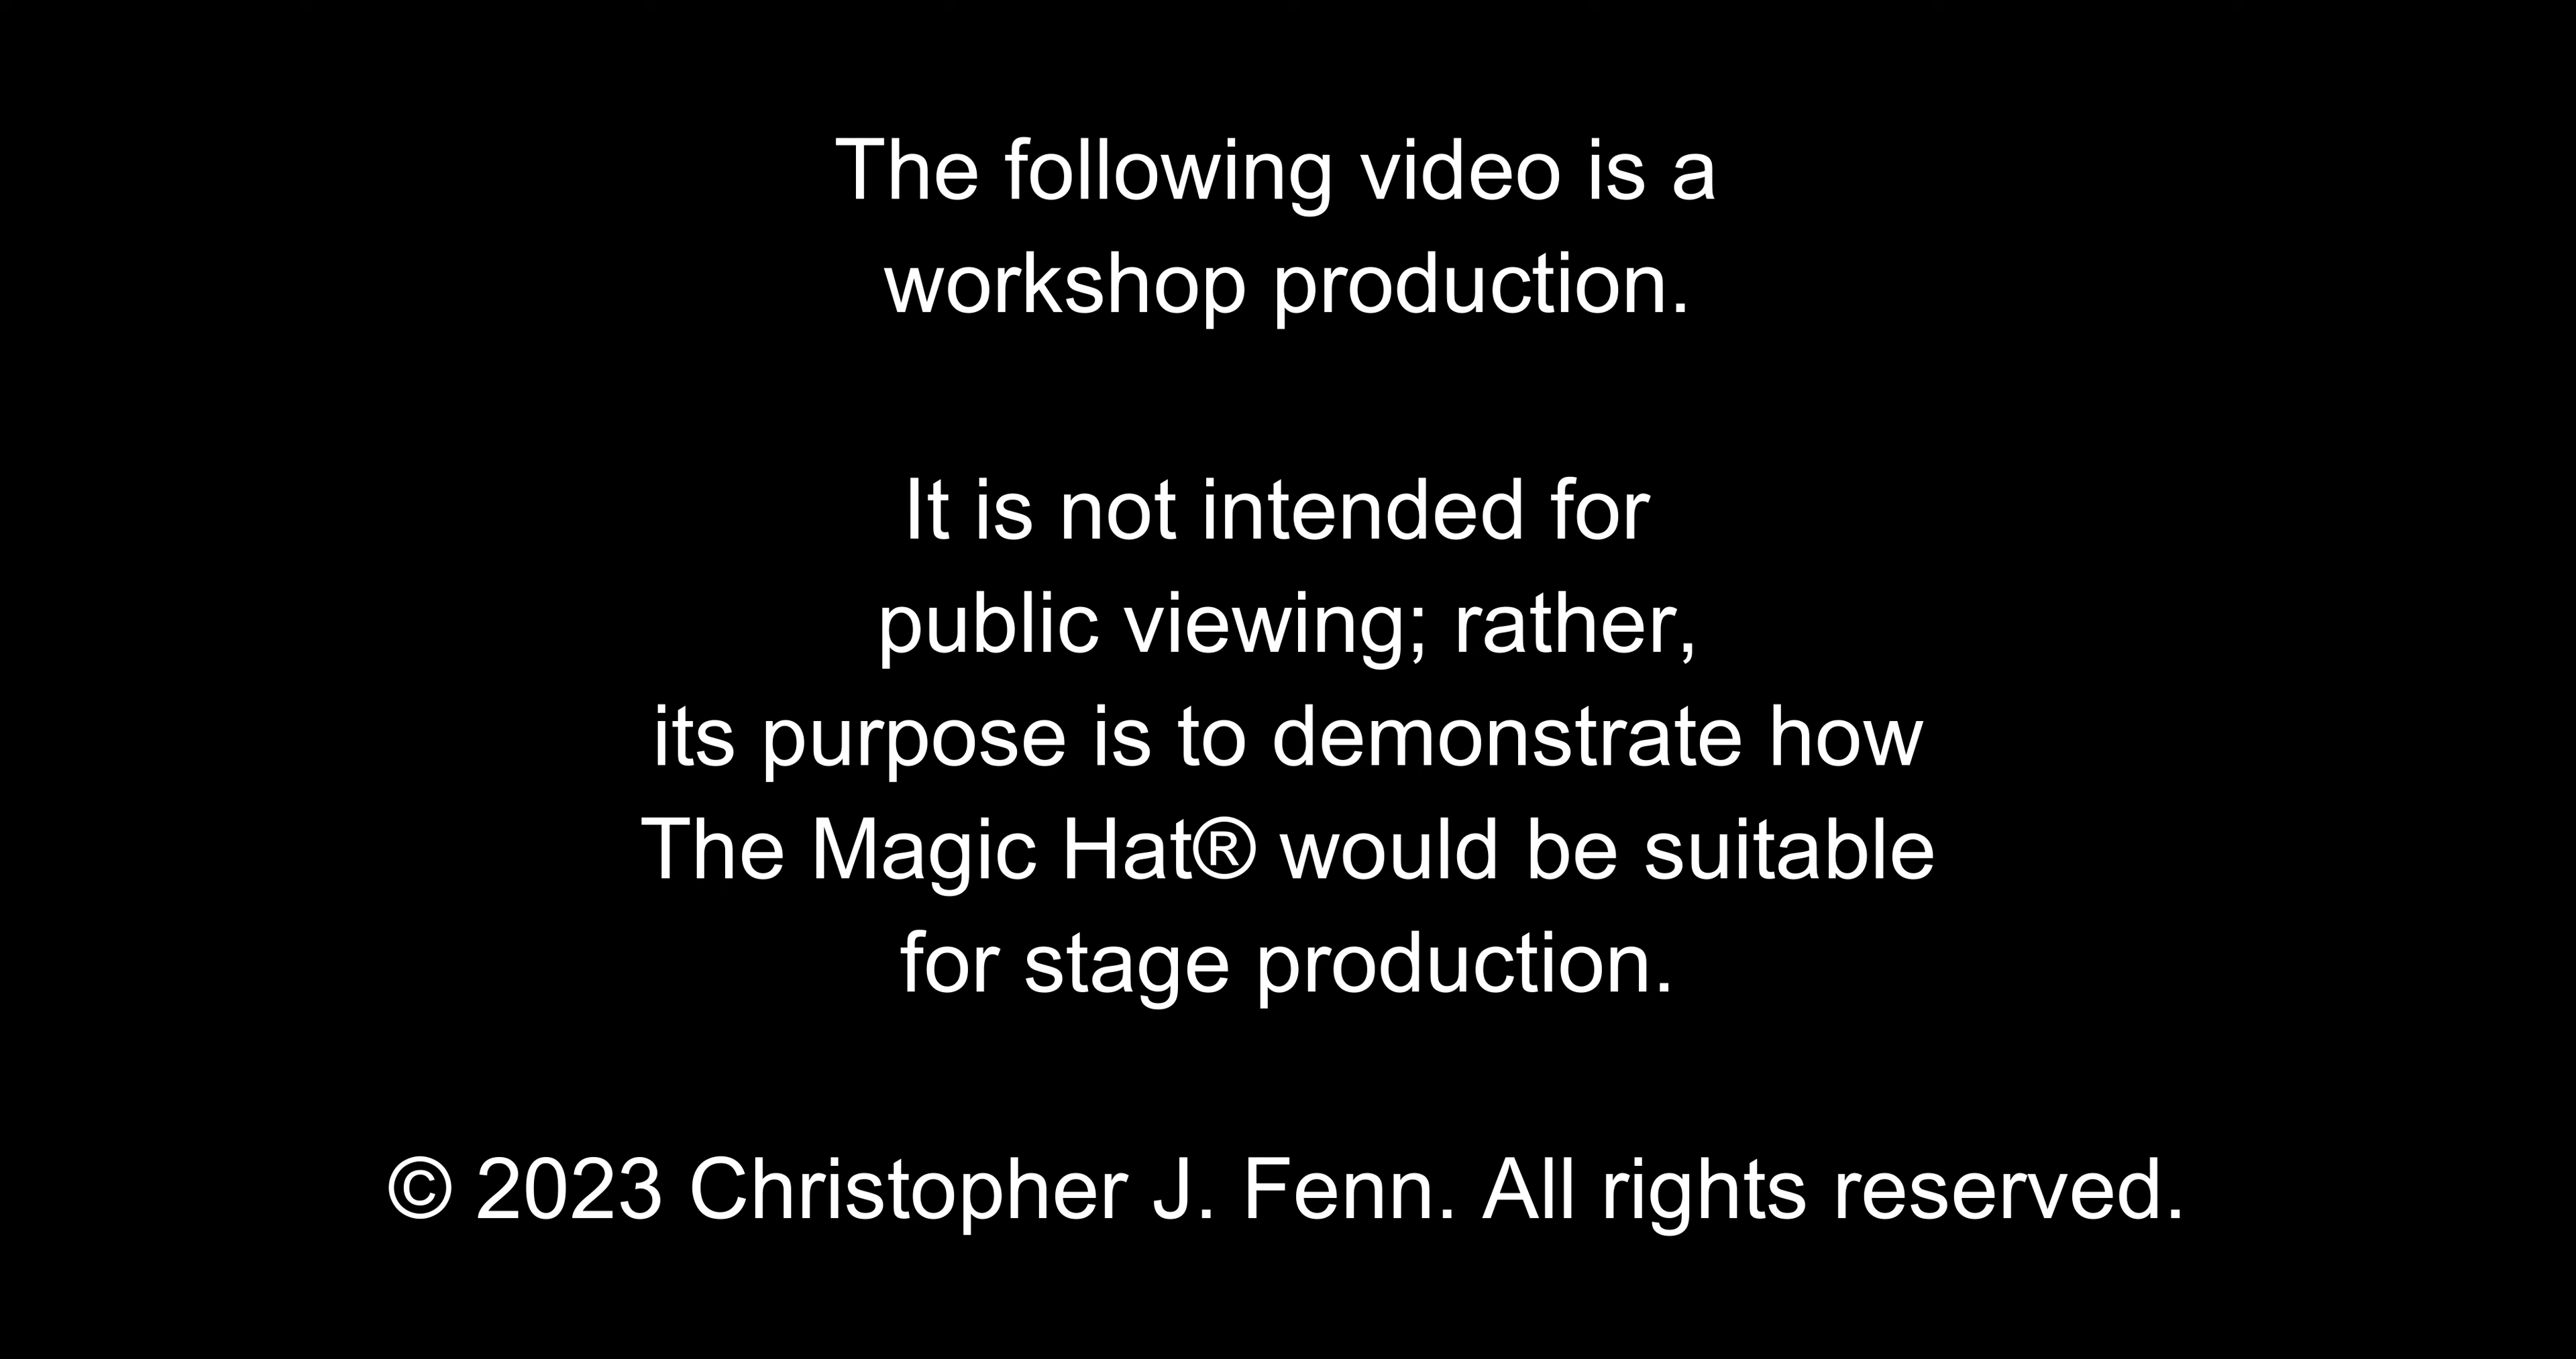 The following video is a
workshop production.
It is not intended for
public viewing; rather,
its purpose is to demonstrate how
The Magic Hat® would be suitable
for stage production.
© 2023 Christopher J. Fenn. All rights reserved.